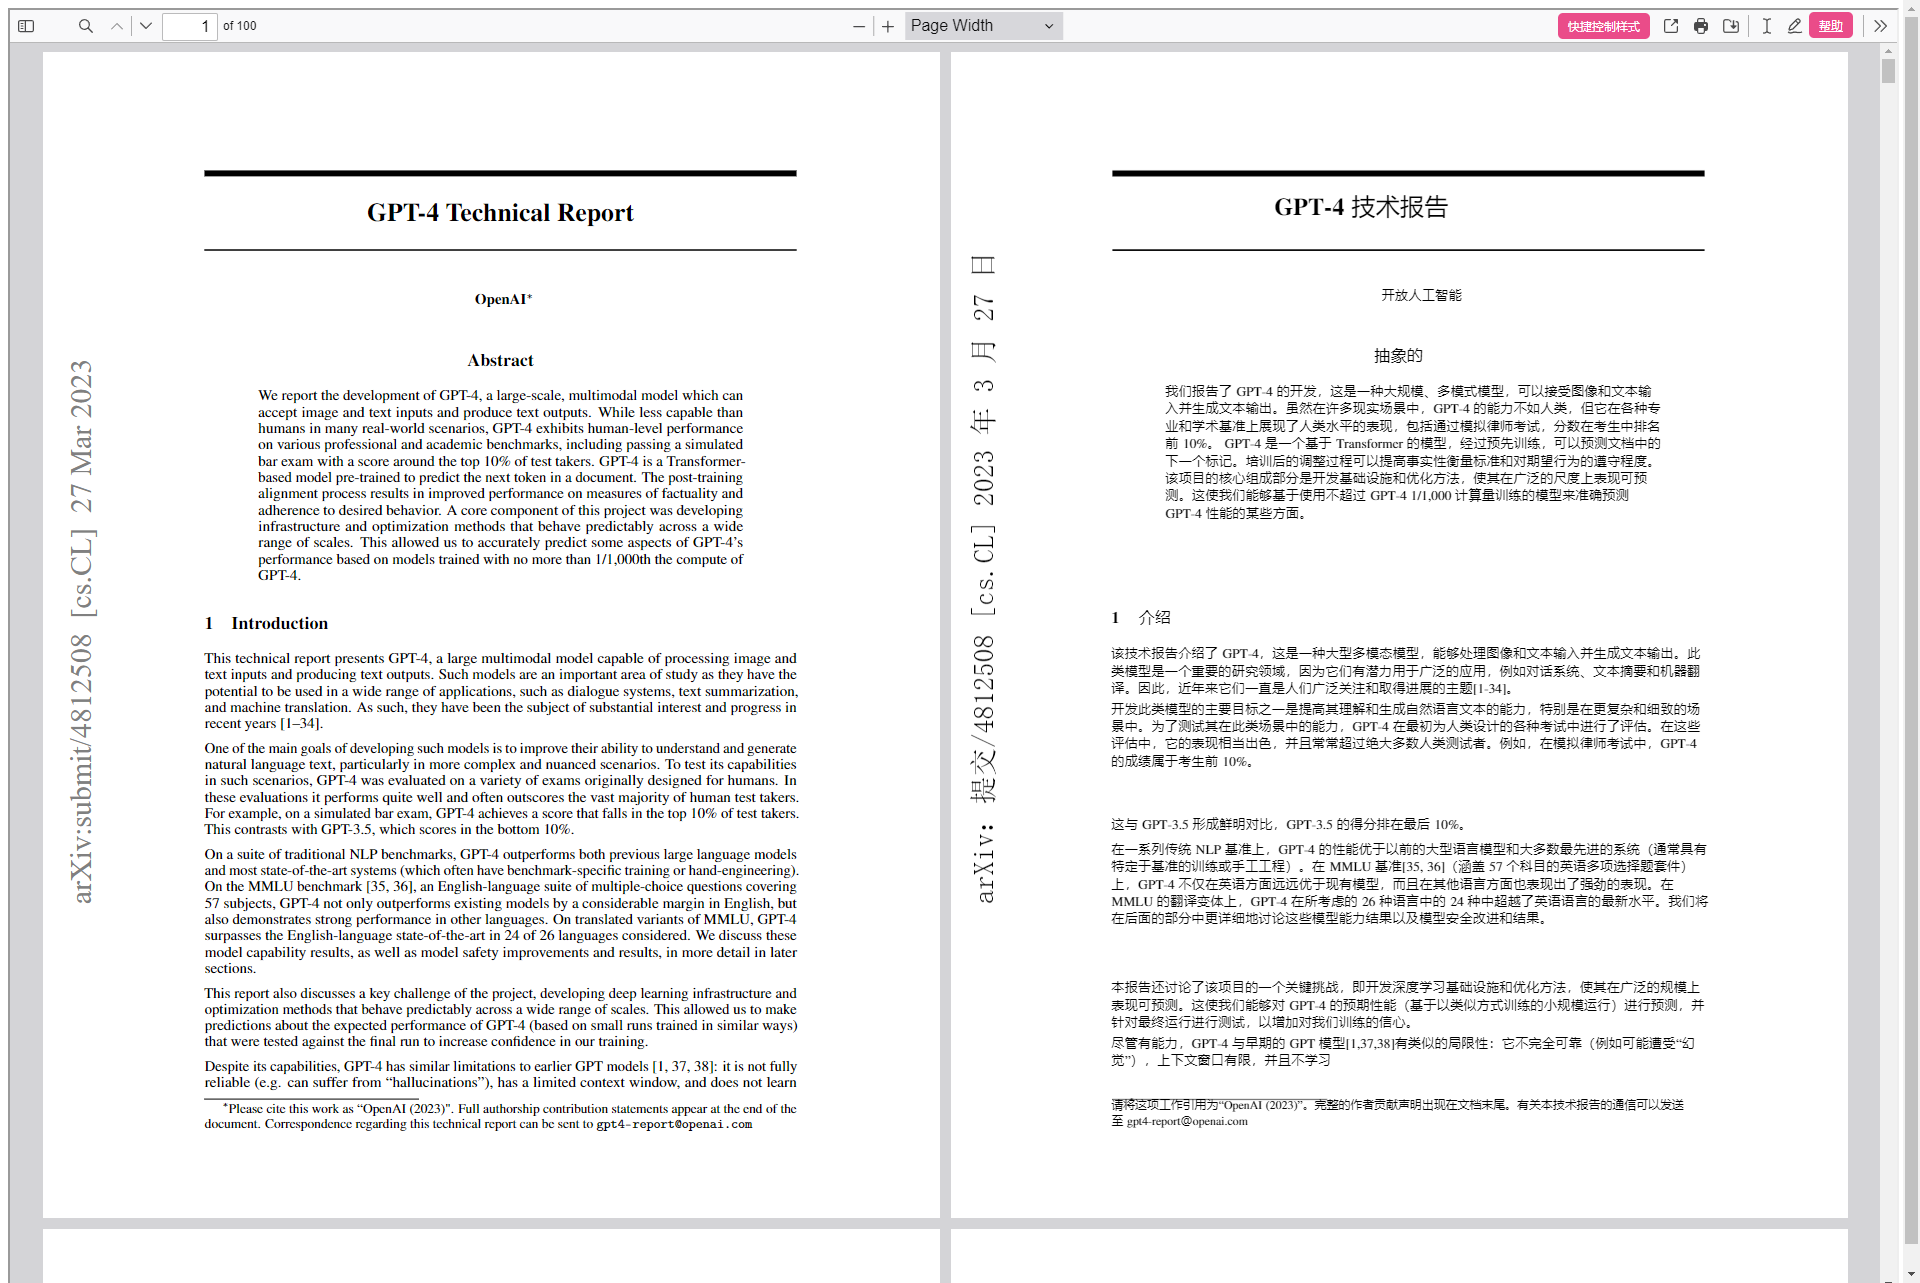 1 of 100
Page Width
快捷控制样式
帮助
arXiv:submit/4812508 [cs.CL] 27 Mar 2023
GPT-4 Technical Report
OpenAI*
Abstract
We report the development of GPT-4, a large-scale, multimodal model which can
accept image and text inputs and produce text outputs. While less capable than
humans in many real-world scenarios, GPT-4 exhibits human-level performance
on various professional and academic benchmarks, including passing a simulated
bar exam with a score around the top 10% of test takers. GPT-4 is a Transformer-
based model pre-trained to predict the next token in a document. The post-training
alignment process results in improved performance on measures of factuality and
adherence to desired behavior. A core component of this project was developing
infrastructure and optimization methods that behave predictably across a wide
range of scales. This allowed us to accurately predict some aspects of GPT-4's
performance based on models trained with no more than 1/1,000th the compute of
GPT-4.
1 Introduction
This technical report presents GPT-4, a large multimodal model capable of processing image and
text inputs and producing text outputs. Such models are an important area of study as they have the
potential to be used in a wide range of applications, such as dialogue systems, text summarization,
and machine translation. As such, they have been the subject of substantial interest and progress in
recent years [1–34].
One of the main goals of developing such models is to improve their ability to understand and generate
natural language text, particularly in more complex and nuanced scenarios. To test its capabilities
in such scenarios, GPT-4 was evaluated on a variety of exams originally designed for humans. In
these evaluations it performs quite well and often outscores the vast majority of human test takers.
For example, on a simulated bar exam, GPT-4 achieves a score that falls in the top 10% of test takers.
This contrasts with GPT-3.5, which scores in the bottom 10%.
On a suite of traditional NLP benchmarks, GPT-4 outperforms both previous large language models
and most state-of-the-art systems (which often have benchmark-specific training or hand-engineering).
On the MMLU benchmark [35, 36], an English-language suite of multiple-choice questions covering
57 subjects, GPT-4 not only outperforms existing models by a considerable margin in English, but
also demonstrates strong performance in other languages. On translated variants of MMLU, GPT-4
surpasses the English-language state-of-the-art in 24 of 26 languages considered. We discuss these
model capability results, as well as model safety improvements and results, in more detail in later
sections.
This report also discusses a key challenge of the project, developing deep learning infrastructure and
optimization methods that behave predictably across a wide range of scales. This allowed us to make
predictions about the expected performance of GPT-4 (based on small runs trained in similar ways)
that were tested against the final run to increase confidence in our training.
Despite its capabilities, GPT-4 has similar limitations to earlier GPT models [1, 37, 38]: it is not fully
reliable (e.g. can suffer from “hallucinations”), has a limited context window, and does not learn
*Please cite this work as “OpenAI (2023)". Full authorship contribution statements appear at the end of the
document. Correspondence regarding this technical report can be sent to gpt4-report@openai.com
arXiv: 提交/4812508 [cs.CL] 2023 年 3 月 27 日
GPT-4 技术报告
开放人工智能
抽象的
我们报告了 GPT-4 的开发，这是一种大规模、多模式模型，可以接受图像和文本输
入并生成文本输出。虽然在许多现实场景中，GPT-4 的能力不如人类，但它在各种专
业和学术基准上展现了人类水平的表现，包括通过模拟律师考试，分数在考生中排名
前 10%。 GPT-4 是一个基于 Transformer 的模型，经过预先训练，可以预测文档中的
下一个标记。培训后的调整过程可以提高事实性衡量标准和对期望行为的遵守程度。
该项目的核心组成部分是开发基础设施和优化方法，使其在广泛的尺度上表现可预
测。这使我们能够基于使用不超过 GPT-4 1/1,000 计算量训练的模型来准确预测
GPT-4 性能的某些方面。
1 介绍
该技术报告介绍了 GPT-4，这是一种大型多模态模型，能够处理图像和文本输入并生成文本输出。此
类模型是一个重要的研究领域，因为它们有潜力用于广泛的应用，例如对话系统、文本摘要和机器翻
译。因此，近年来它们一直是人们广泛关注和取得进展的主题[1-34]。
开发此类模型的主要目标之一是提高其理解和生成自然语言文本的能力，特别是在更复杂和细致的场
景中。为了测试其在此类场景中的能力，GPT-4 在最初为人类设计的各种考试中进行了评估。在这些
评估中，它的表现相当出色，并且常常超过绝大多数人类测试者。例如，在模拟律师考试中，GPT-4
的成绩属于考生前 10%。
这与 GPT-3.5 形成鲜明对比，GPT-3.5 的得分排在最后 10%。
在一系列传统 NLP 基准上，GPT-4 的性能优于以前的大型语言模型和大多数最先进的系统（通常具有
特定于基准的训练或手工工程）。在 MMLU 基准[35, 36]（涵盖 57 个科目的英语多项选择题套件）
上，GPT-4 不仅在英语方面远远优于现有模型，而且在其他语言方面也表现出了强劲的表现。在
MMLU 的翻译变体上，GPT-4 在所考虑的 26 种语言中的 24 种中超越了英语语言的最新水平。我们将
在后面的部分中更详细地讨论这些模型能力结果以及模型安全改进和结果。
本报告还讨论了该项目的一个关键挑战，即开发深度学习基础设施和优化方法，使其在广泛的规模上
表现可预测。这使我们能够对 GPT-4 的预期性能（基于以类似方式训练的小规模运行）进行预测，并
针对最终运行进行测试，以增加对我们训练的信心。
尽管有能力，GPT-4 与早期的 GPT 模型[1,37,38]有类似的局限性：它不完全可靠（例如可能遭受“幻
觉”），上下文窗口有限，并且不学习
请将这项工作引用为“OpenAI (2023)”。完整的作者贡献声明出现在文档末尾。有关本技术报告的通信可以发送
至 gpt4-report@openai.com